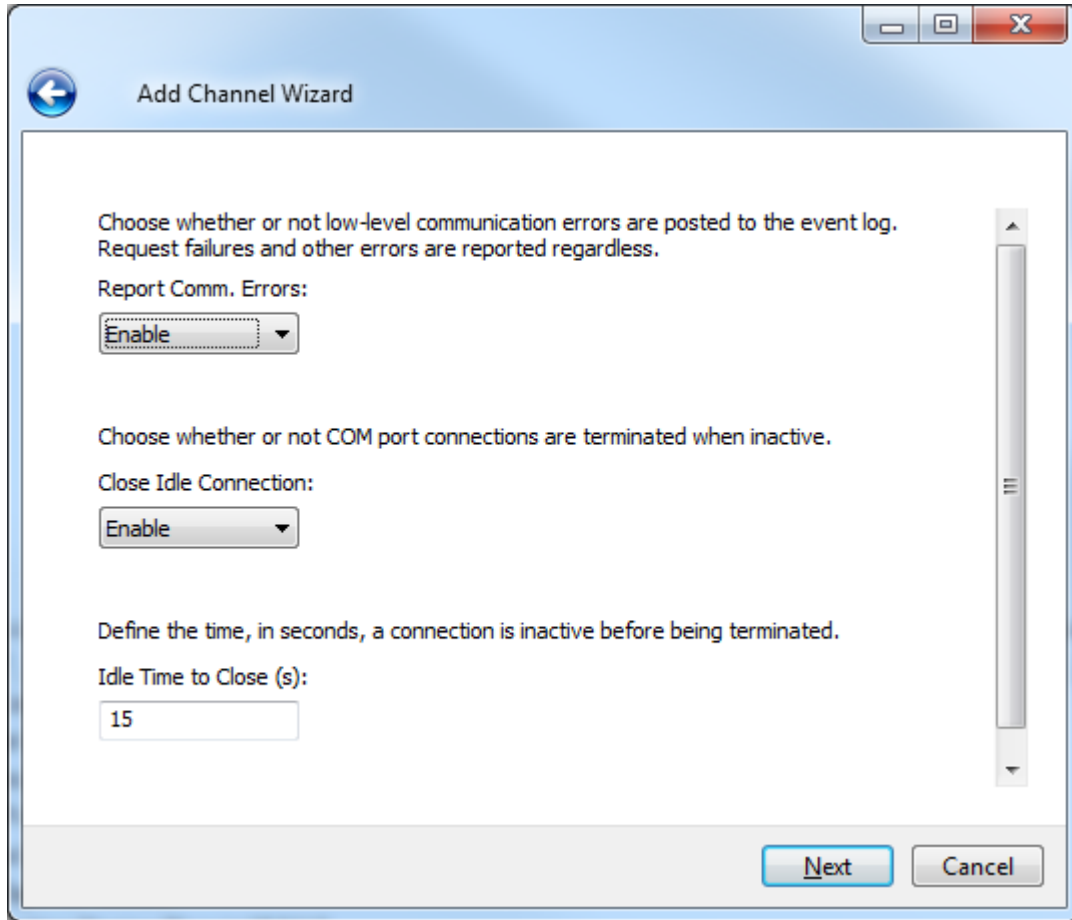 Add Channel Wizard
Choose whether or not low-level communication errors are posted to the event log.
Request failures and other errors are reported regardless.
Report Comm. Errors:
Enable
Choose whether or not COM port connections are terminated when inactive.
Close Idle Connection:
Enable
Define the time, in seconds, a connection is inactive before being terminated.
Idle Time to Close (s):
15
Next
Cancel